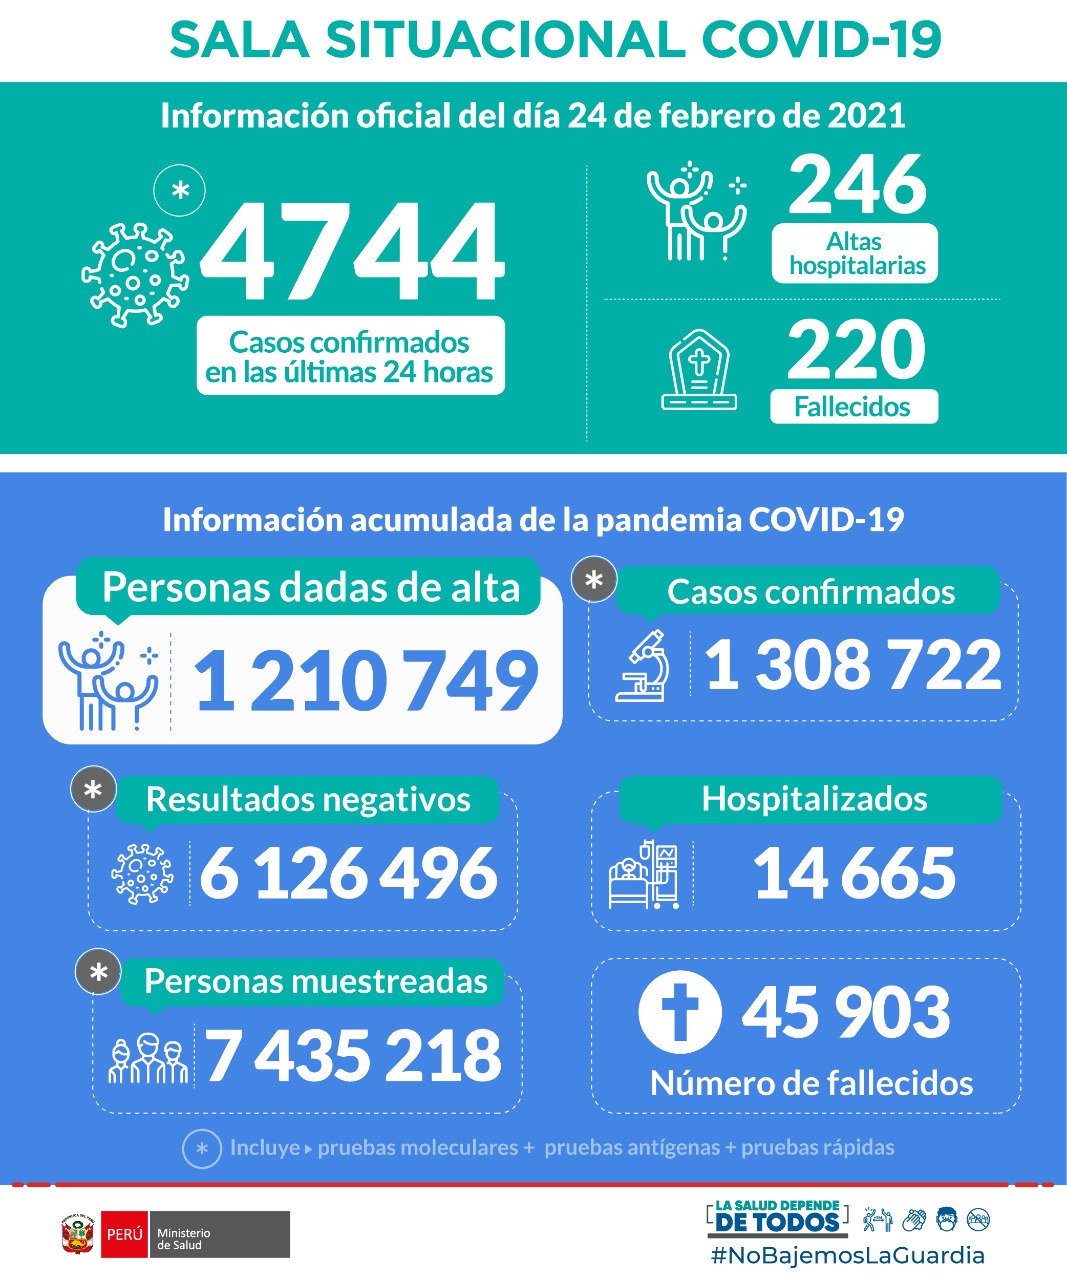 SALA SITUACIONAL COVID-19
Información oficial del día 24 de febrero de 2021
*
4744
Casos confirmados
en las últimas 24 horas
246
Altas
hospitalarias
220
Fallecidos
Información acumulada de la pandemia COVID-19
Personas dadas de alta
1 210 749
*
Casos confirmados
1 308 722
*
Resultados negativos
6 126 496
Hospitalizados
14 665
*
Personas muestreadas
7 435 218
45 903
Número de fallecidos
* Incluye ▸ pruebas moleculares + pruebas antígenas + pruebas rápidas
PERÚ
Ministerio
de Salud
LA SALUD DEPENDE
DE TODOS
#NoBajemosLaGuardia